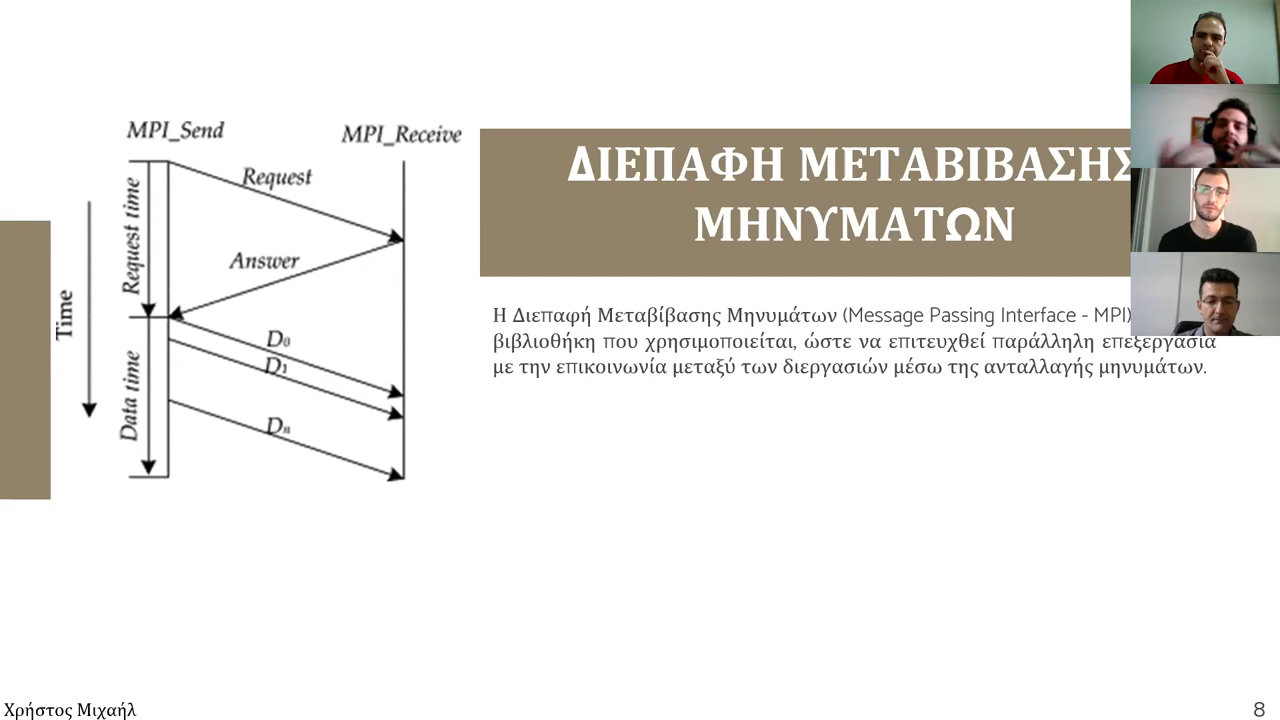 MPI_Send
MPI_Receive
Request
Request time
Answer
Time
D0
D1
Data time
Dn
ΔΙΕΠΑΦΗ ΜΕΤΑΒΙΒΑΣΗΣ
ΜΗΝΥΜΑΤΩΝ
Η Διεπαφή Μεταβίβασης Μηνυμάτων (Message Passing Interface - MPI)
βιβλιοθήκη που χρησιμοποιείται, ώστε να επιτευχθεί παράλληλη επεξεργασία
με την επικοινωνία μεταξύ των διεργασιών μέσω της ανταλλαγής μηνυμάτων.
Χρήστος Μιχαήλ
8